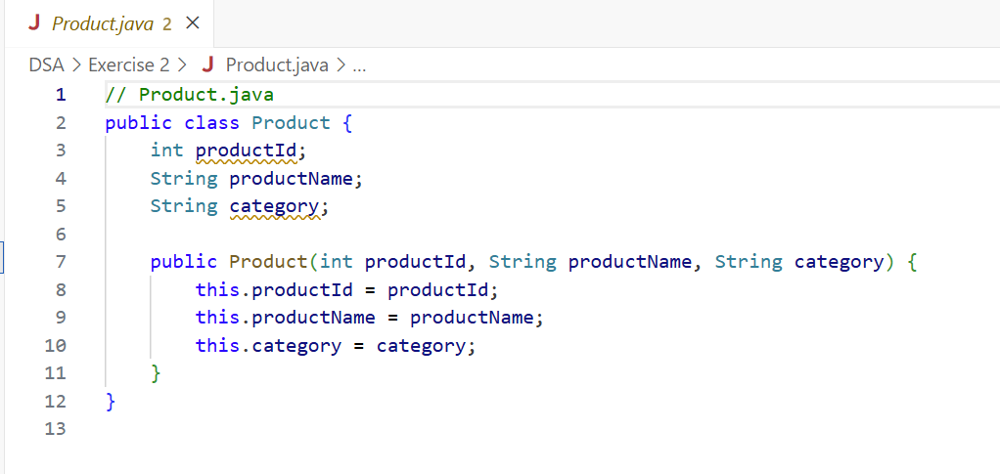 J Product.java 2 ×
DSA > Exercise 2 > J Product.java > ...
1 // Product.java
2 public class Product {
3     int productId;
4     String productName;
5     String category;
6
7     public Product(int productId, String productName, String category) {
8         this.productId = productId;
9         this.productName = productName;
10         this.category = category;
11     }
12 }
13